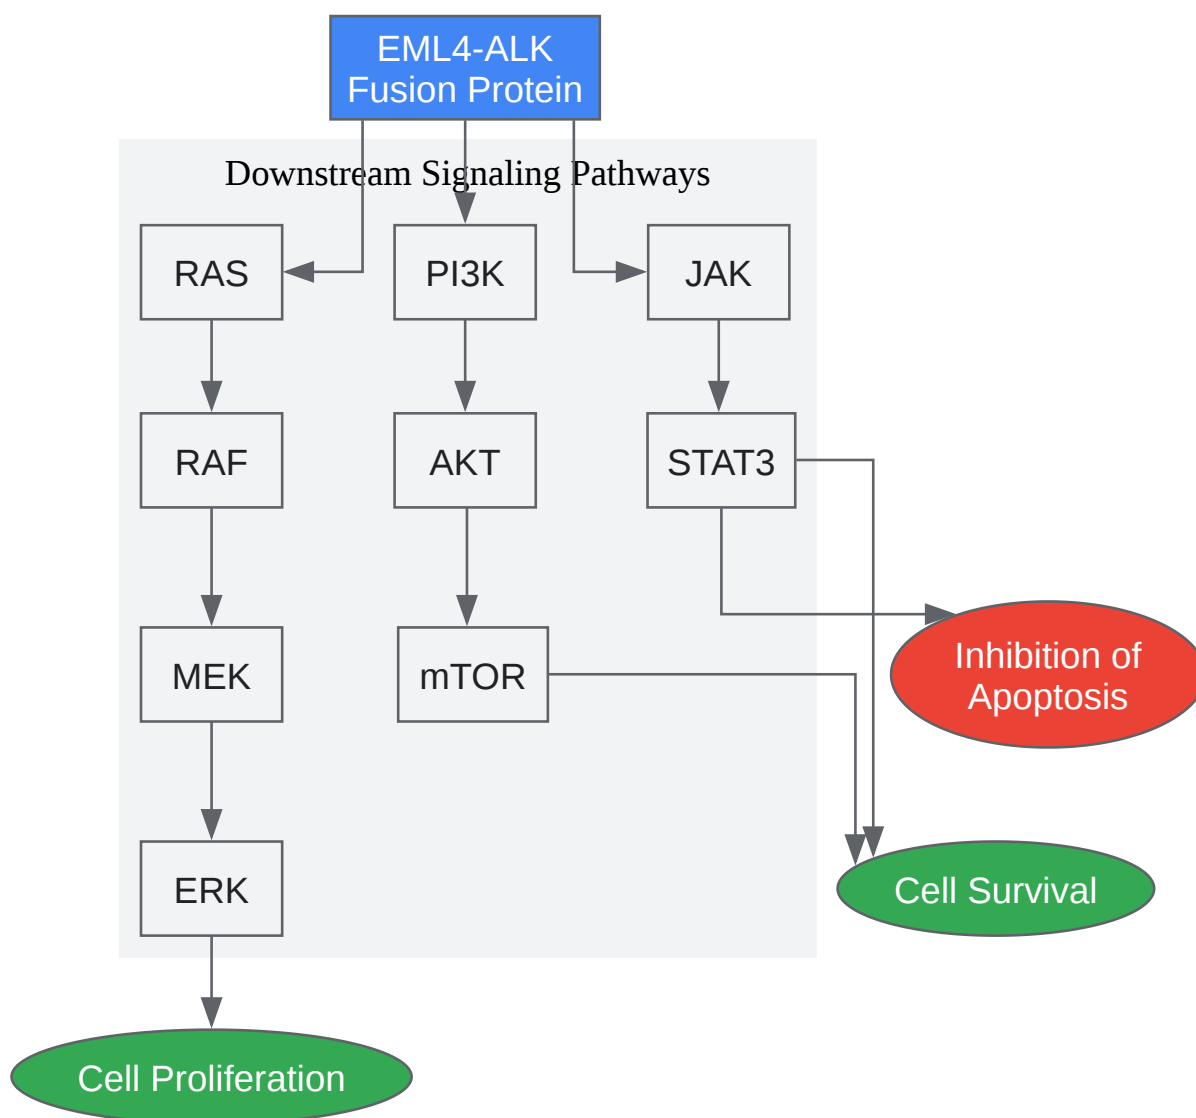 EML4-ALK
Fusion Protein
Downstream Signaling Pathways
RAS
PI3K
JAK
RAF
AKT
STAT3
MEK
mTOR
Inhibition of
Apoptosis
ERK
Cell Survival
Cell Proliferation